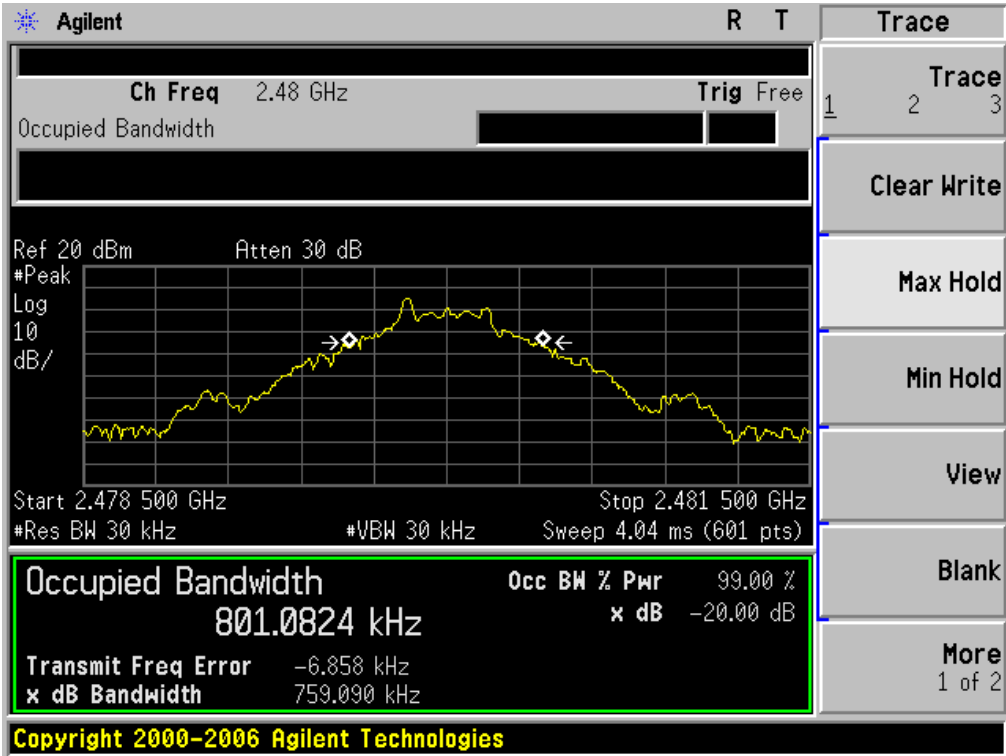 Agilent R T Trace
Ch Freq 2.48 GHz Trig Free
Occupied Bandwidth
Trace
1 2 3
Clear Write
Max Hold
Min Hold
View
Blank
More
1 of 2
Ref 20 dBm Atten 30 dB
#Peak
Log
10
dB/
Start 2.478 500 GHz Stop 2.481 500 GHz
#Res BW 30 kHz #VBW 30 kHz Sweep 4.04 ms (601 pts)
Occupied Bandwidth
801.0824 kHz
Occ BW % Pwr 99.00 %
x dB -20.00 dB
Transmit Freq Error -6.858 kHz
x dB Bandwidth 759.090 kHz
Copyright 2000-2006 Agilent Technologies